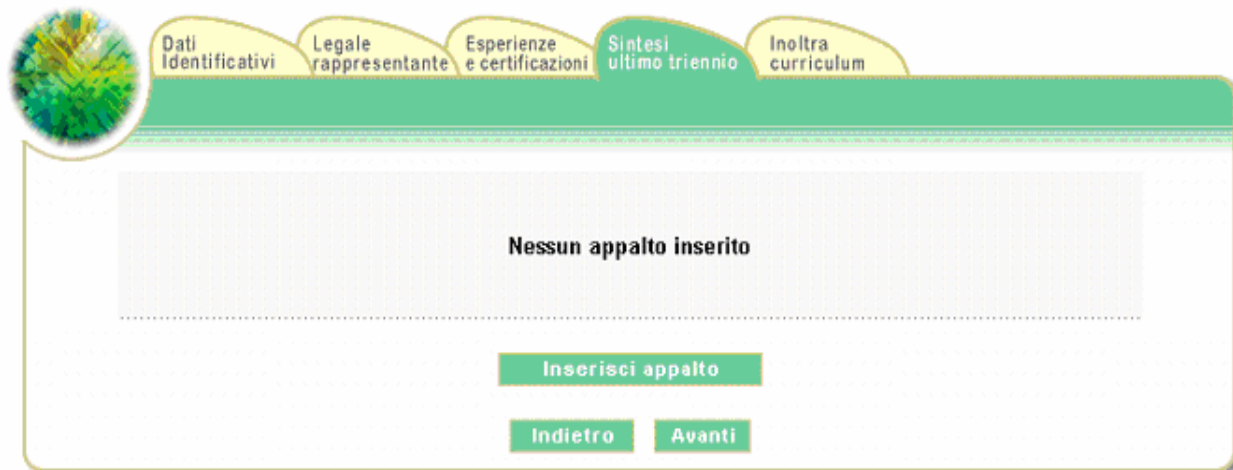 Dati
Identificativi
Legale
rappresentante
Esperienze
e certificazioni
Sintesi
ultimo triennio
Inoltra
curriculum
Nessun appalto inserito
Inserisci appalto
Indietro
Avanti